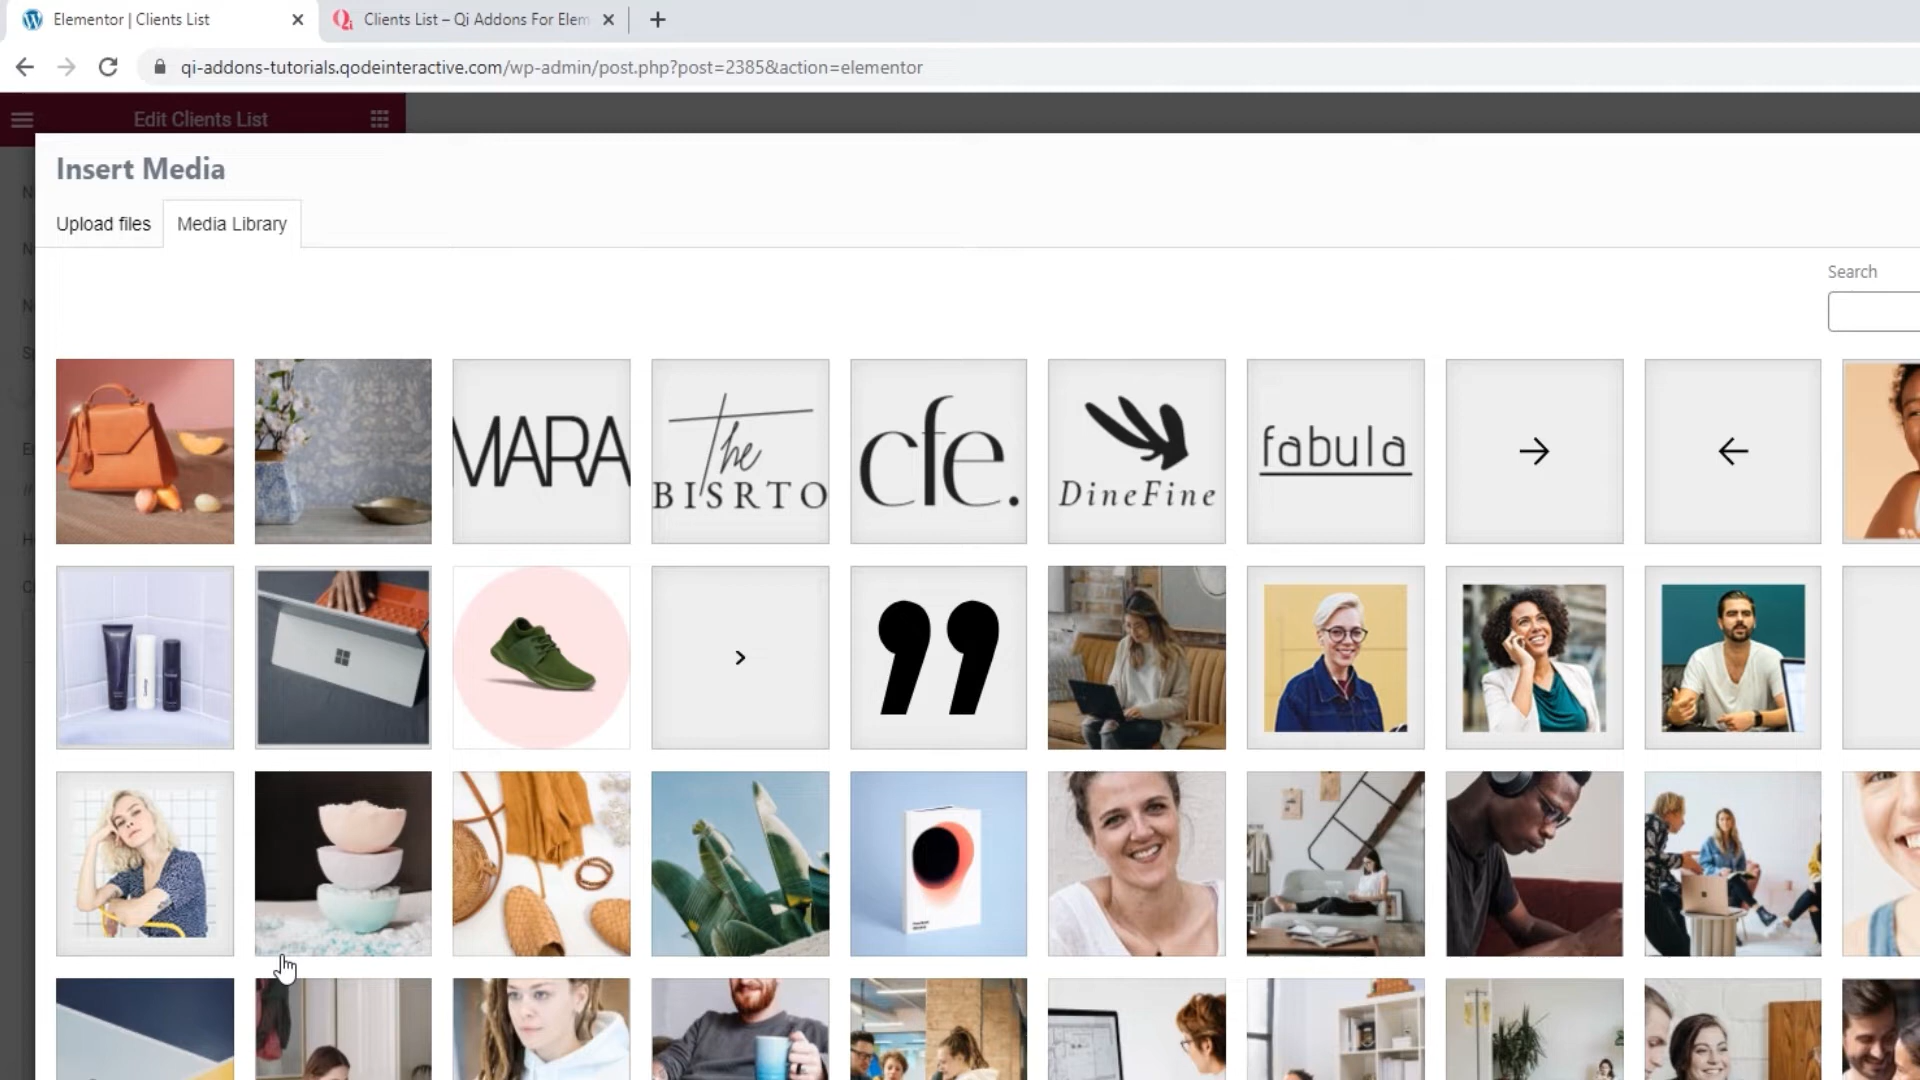 Elementor | Clients List
Clients List – Qi Addons For Elem
qi-addons-tutorials.qodeinteractive.com/wp-admin/post.php?post=2385&action=elementor
Edit Clients List
Insert Media
Upload files
Media Library
Search
MARA
The
BISRTO
cfe.
DineFine
fabula